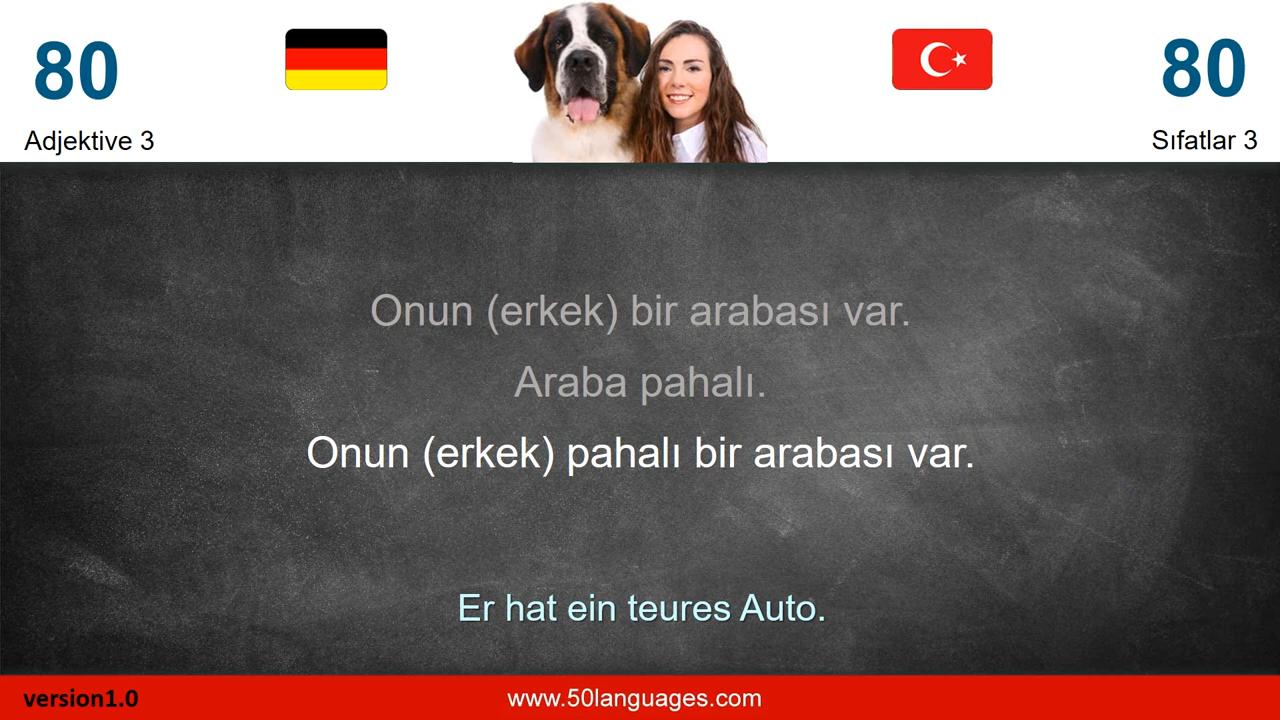 80
Adjektive 3
80
Sıfatlar 3
Onun (erkek) bir arabası var.
Araba pahalı.
Onun (erkek) pahalı bir arabası var.
Er hat ein teures Auto.
version1.0
www.50languages.com